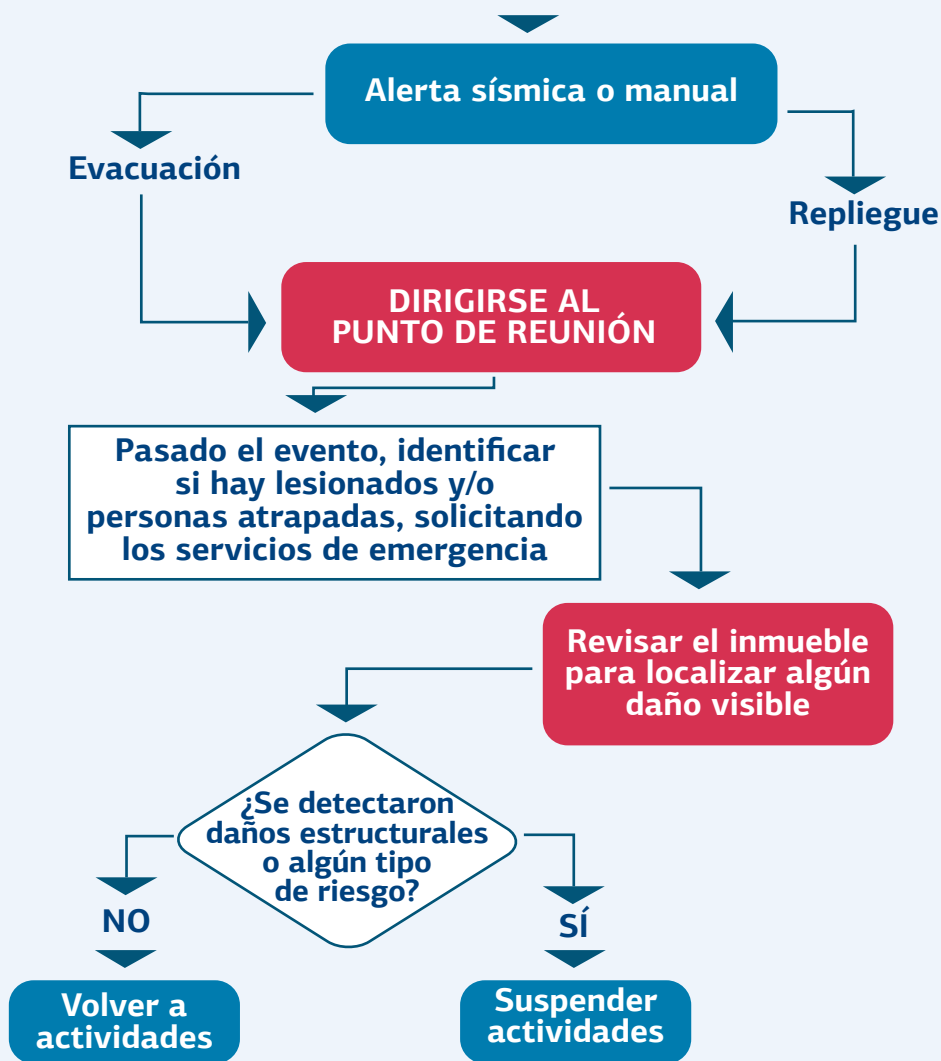 Alerta sísmica o manual
Evacuación
Repliegue
DIRIGIRSE AL
PUNTO DE REUNIÓN
Pasado el evento, identificar
si hay lesionados y/o
personas atrapadas, solicitando
los servicios de emergencia
Revisar el inmueble
para localizar algún
daño visible
¿Se detectaron
daños estructurales
o algún tipo
de riesgo?
NO
SÍ
Volver a
actividades
Suspender
actividades